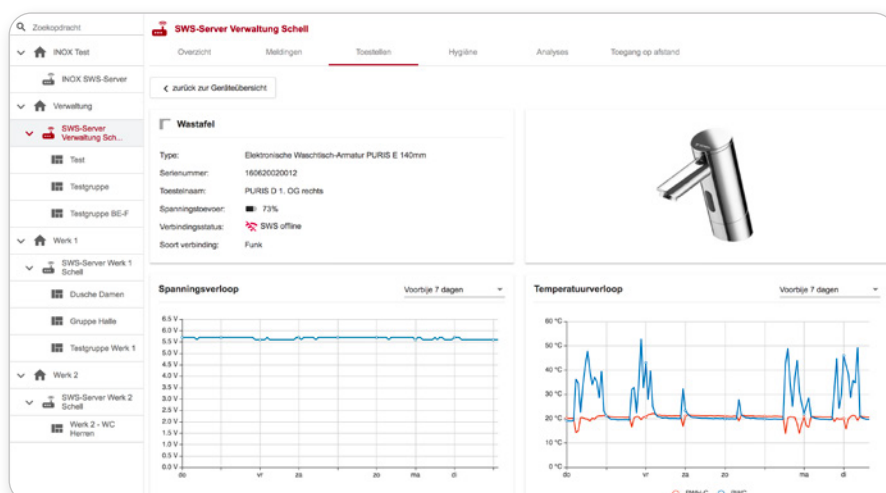 Zoekopdracht
INOX Test
INOX SWS-Server
Verwaltung
SWS-Server
Verwaltung Sch...
Test
Testgruppe
Testgruppe BE-F
Werk 1
SWS-Server Werk 1
Schell
Dusche Damen
Gruppe Halle
Testgruppe Werk 1
Werk 2
SWS-Server Werk 2
Schell
Werk 2 - WC
Herren
SWS-Server Verwaltung Schell
Overzicht Meldingen Toestellen Hygiëne Analyses Toegang op afstand
zurück zur Geräteübersicht
Wastafel
Type: Elektronische Waschtisch-Armatur PURIS E 140mm
Serienummer: 160620020012
Toestelnaam: PURIS D 1. OG rechts
Spanningstoevoer: 73%
Verbindingsstatus: SWS offline
Soort verbinding: Funk
Spanningsverloop Voorbije 7 dagen
6.5 V
6.0 V
5.5 V
5.0 V
4.5 V
4.0 V
3.5 V
3.0 V
2.5 V
2.0 V
1.5 V
1.0 V
0.5 V
0.0 V
do vr za zo ma di
Temperatuurverloop Voorbije 7 dagen
60 °C
50 °C
40 °C
30 °C
20 °C
10 °C
0 °C
do vr za zo ma di